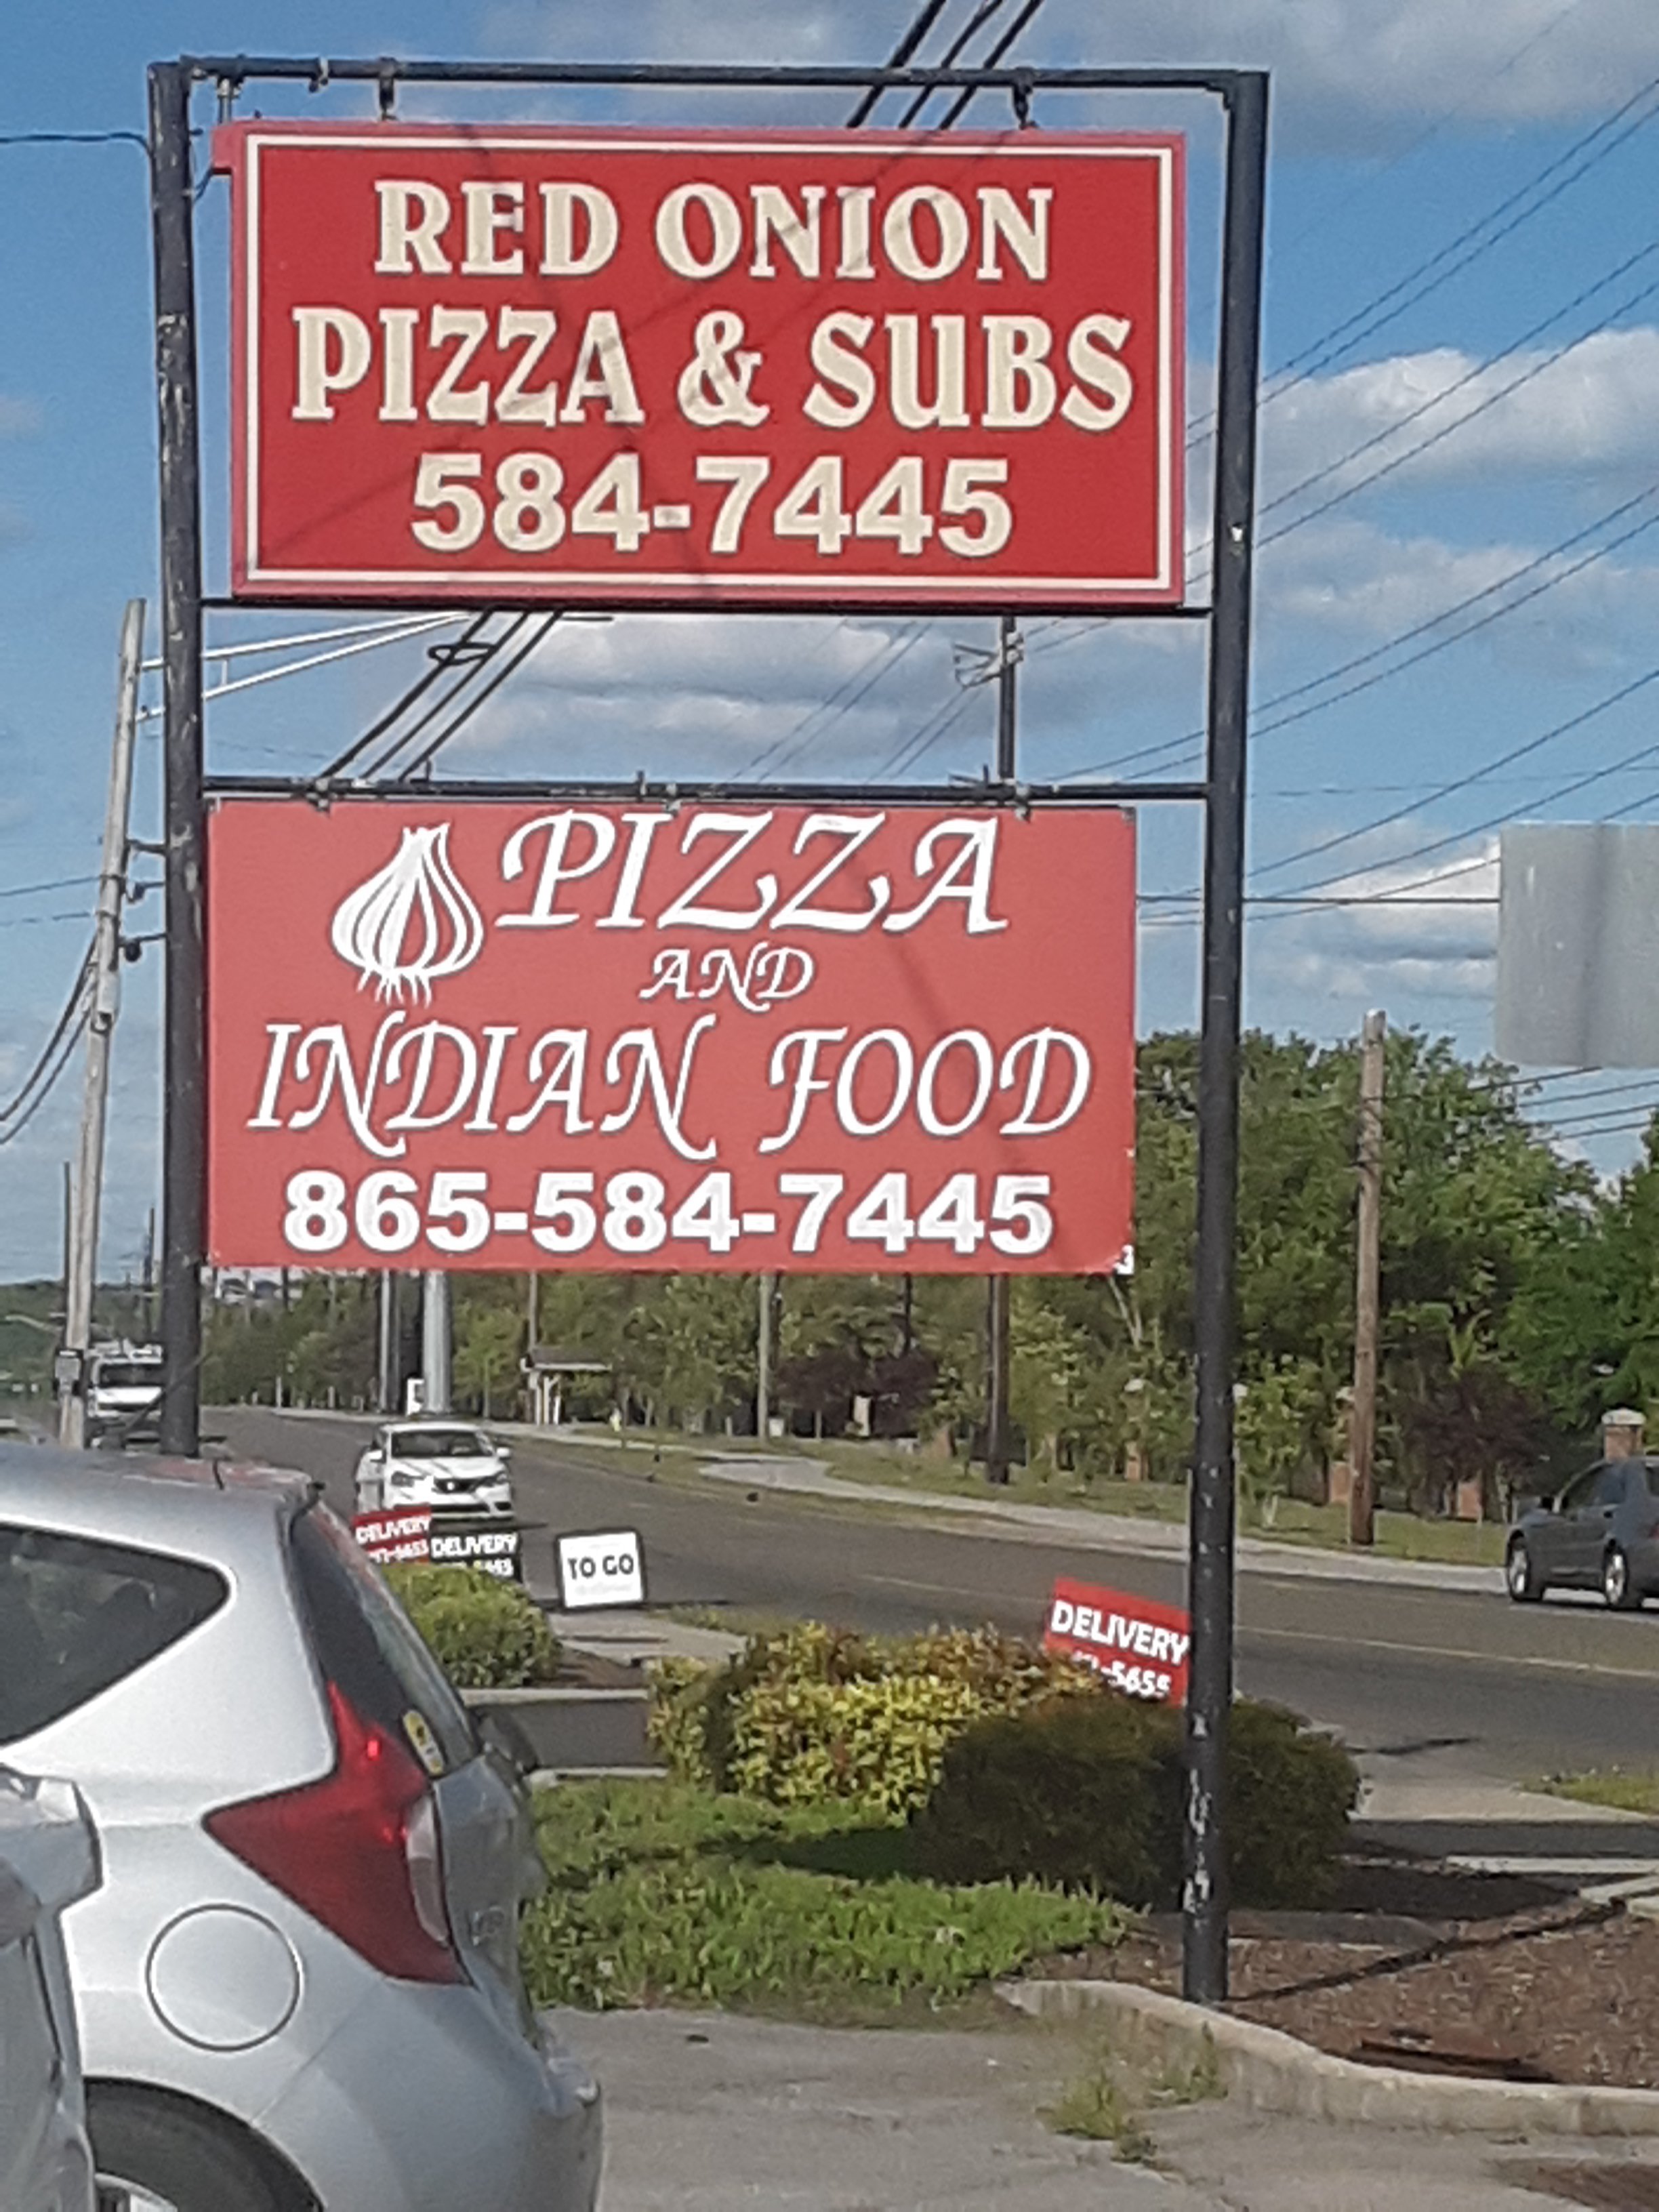 RED ONION
PIZZA & SUBS
584-7445
PIZZA
AND
INDIAN FOOD
865-584-7445
DELIVERY
DELIVERY
TO GO
DELIVERY